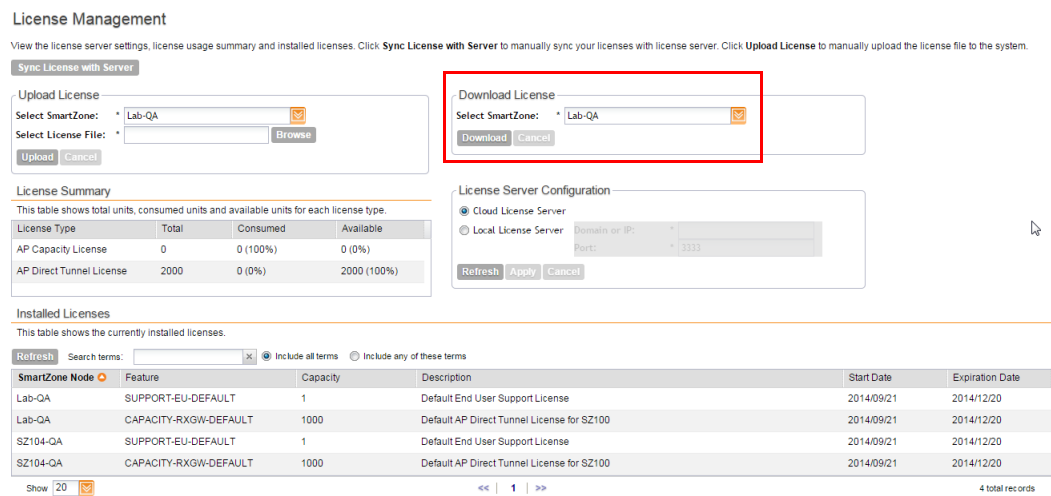 License Management
View the license server settings, license usage summary and installed licenses. Click Sync License with Server to manually sync your licenses with license server. Click Upload License to manually upload the license file to the system.
Sync License with Server
Upload License
Select SmartZone: * Lab-QA
Select License File: * Browse
Upload Cancel
Download License
Select SmartZone: * Lab-QA
Download Cancel
License Summary
This table shows total units, consumed units and available units for each license type.
License Type Total Consumed Available
AP Capacity License 0 0 (100%) 0 (0%)
AP Direct Tunnel License 2000 0 (0%) 2000 (100%)
License Server Configuration
Cloud License Server
Local License Server Domain or IP: *
Port: * 3333
Refresh Apply Cancel
Installed Licenses
This table shows the currently installed licenses.
Refresh Search terms: x Include all terms Include any of these terms
SmartZone Node Feature Capacity Description Start Date Expiration Date
Lab-QA SUPPORT-EU-DEFAULT 1 Default End User Support License 2014/09/21 2014/12/20
Lab-QA CAPACITY-RXGW-DEFAULT 1000 Default AP Direct Tunnel License for SZ100 2014/09/21 2014/12/20
SZ104-QA SUPPORT-EU-DEFAULT 1 Default End User Support License 2014/09/21 2014/12/20
SZ104-QA CAPACITY-RXGW-DEFAULT 1000 Default AP Direct Tunnel License for SZ100 2014/09/21 2014/12/20
Show 20 << | 1 | >> 4 total records